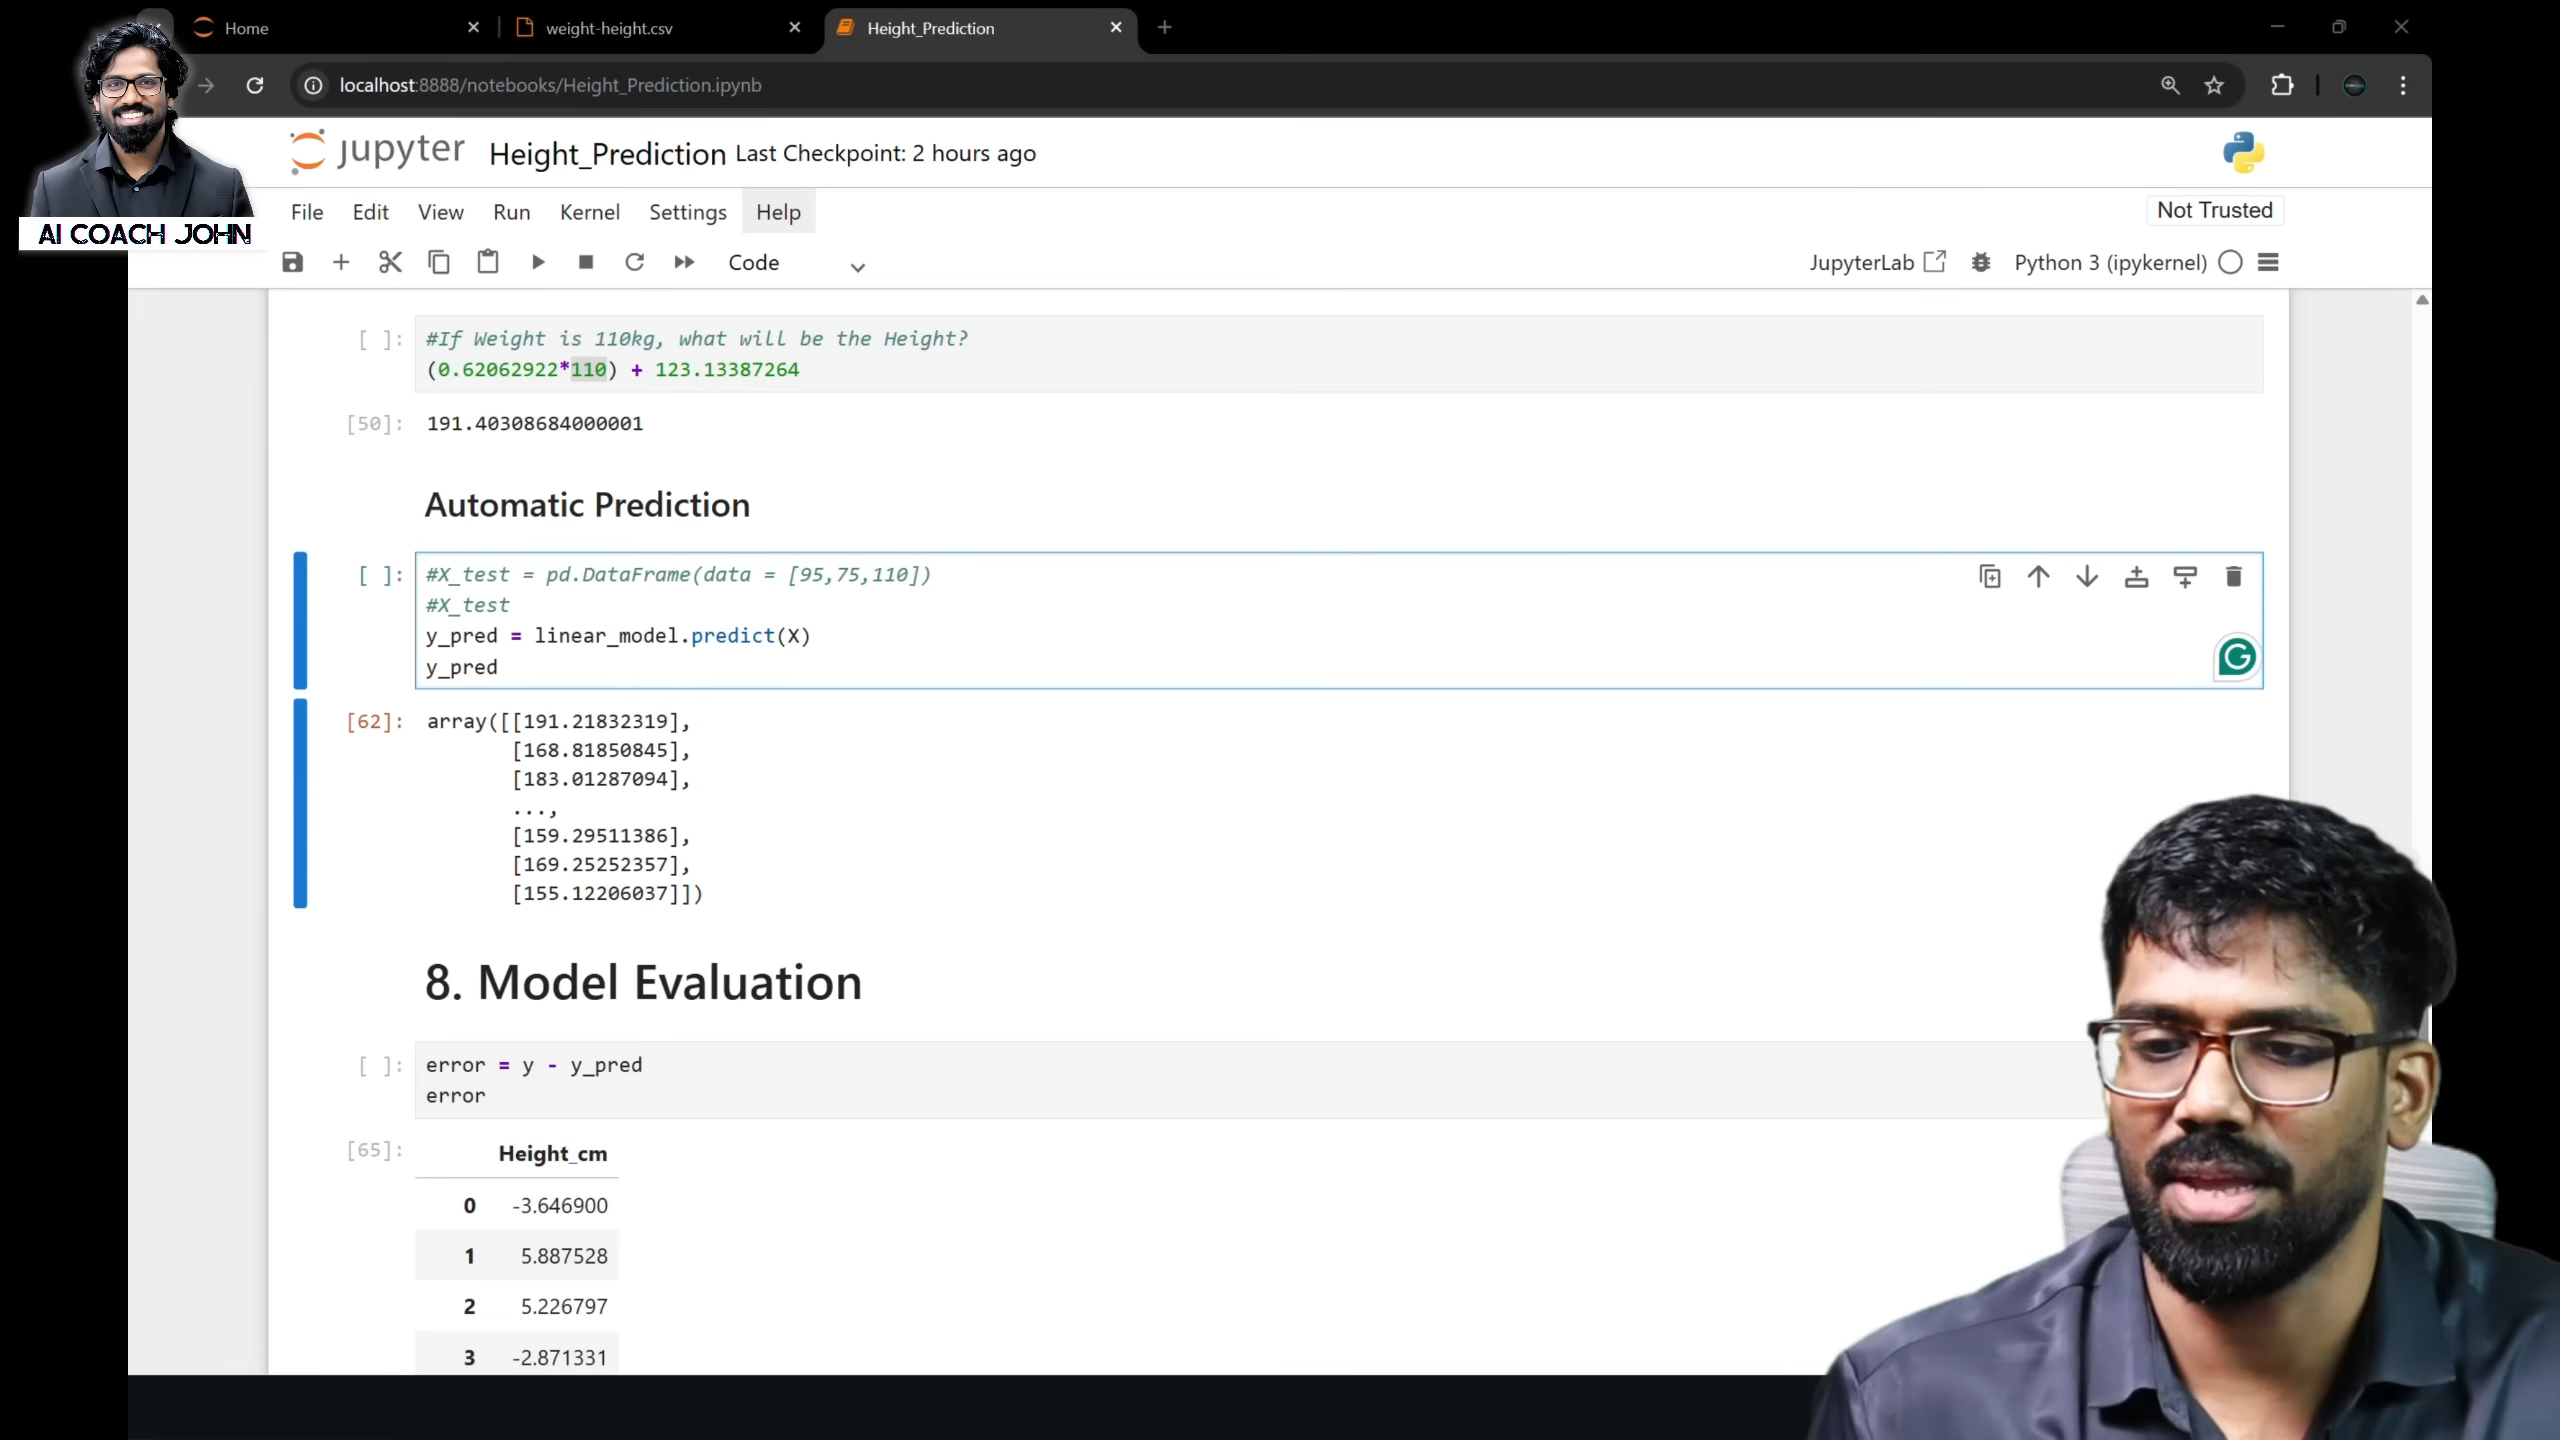 Home
weight-height.csv
Height_Prediction
localhost:8888/notebooks/Height_Prediction.ipynb
AI COACH JOHN
jupyter
Height_Prediction Last Checkpoint: 2 hours ago
File Edit View Run Kernel Settings Help
Not Trusted
Code
JupyterLab
Python 3 (ipykernel)
[ ]: #If Weight is 110kg, what will be the Height?
(0.62062922*110) + 123.13387264
[50]: 191.40308684000001
Automatic Prediction
[ ]: #X_test = pd.DataFrame(data = [95,75,110])
#X_test
y_pred = linear_model.predict(X)
y_pred
[62]: array([[191.21832319],
[168.81850845],
[183.01287094],
...,
[159.29511386],
[169.25252357],
[155.12206037]])
8. Model Evaluation
[ ]: error = y - y_pred
error
[65]: Height_cm
0 -3.646900
1 5.887528
2 5.226797
3 -2.871331